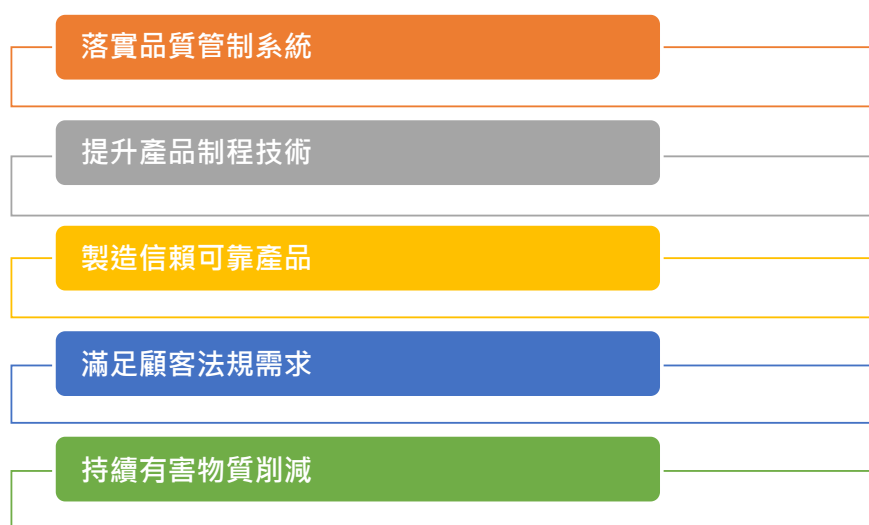 落實品質管制系統
提升產品制程技術
製造信賴可靠產品
滿足顧客法規需求
持續有害物質削減